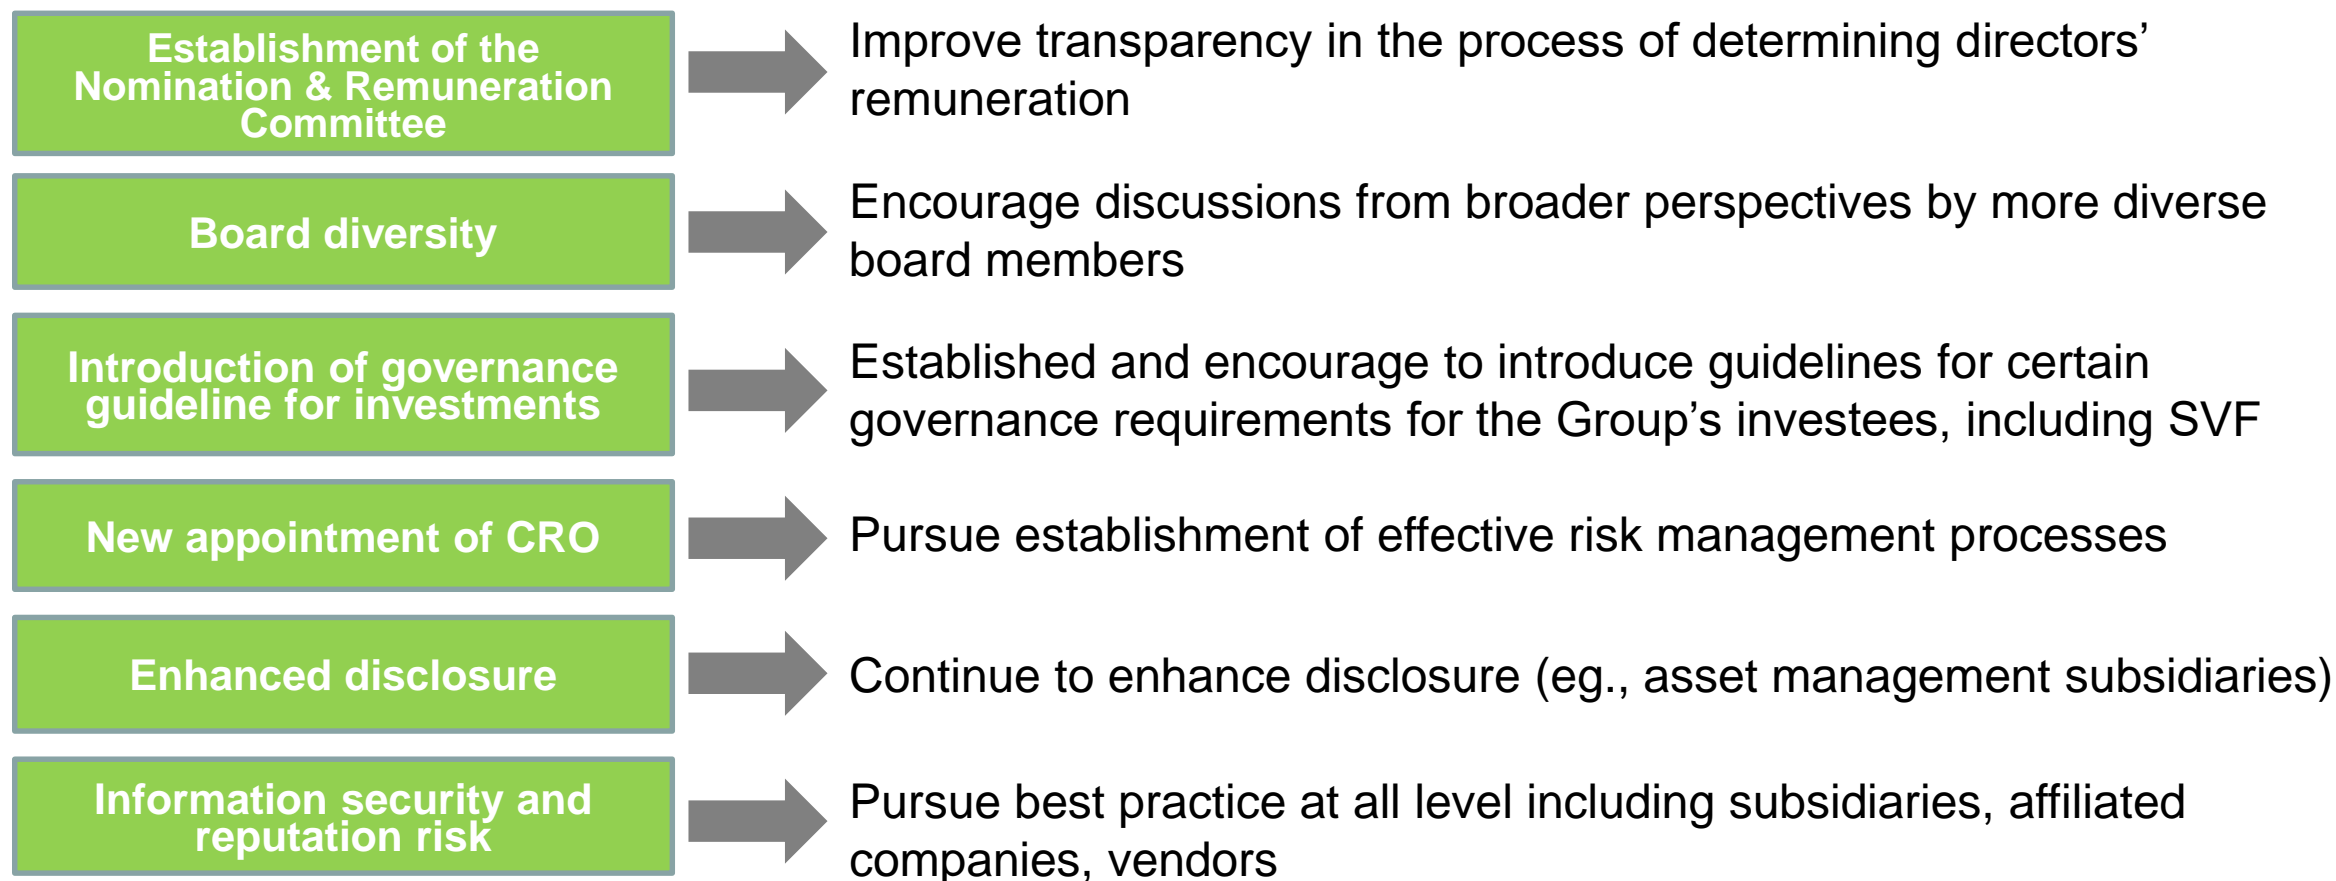 Establishment of the
Nomination & Remuneration
Committee
Improve transparency in the process of determining directors’
remuneration
Board diversity
Encourage discussions from broader perspectives by more diverse
board members
Introduction of governance
guideline for investments
Established and encourage to introduce guidelines for certain
governance requirements for the Group’s investees, including SVF
New appointment of CRO
Pursue establishment of effective risk management processes
Enhanced disclosure
Continue to enhance disclosure (eg., asset management subsidiaries)
Information security and
reputation risk
Pursue best practice at all level including subsidiaries, affiliated
companies, vendors